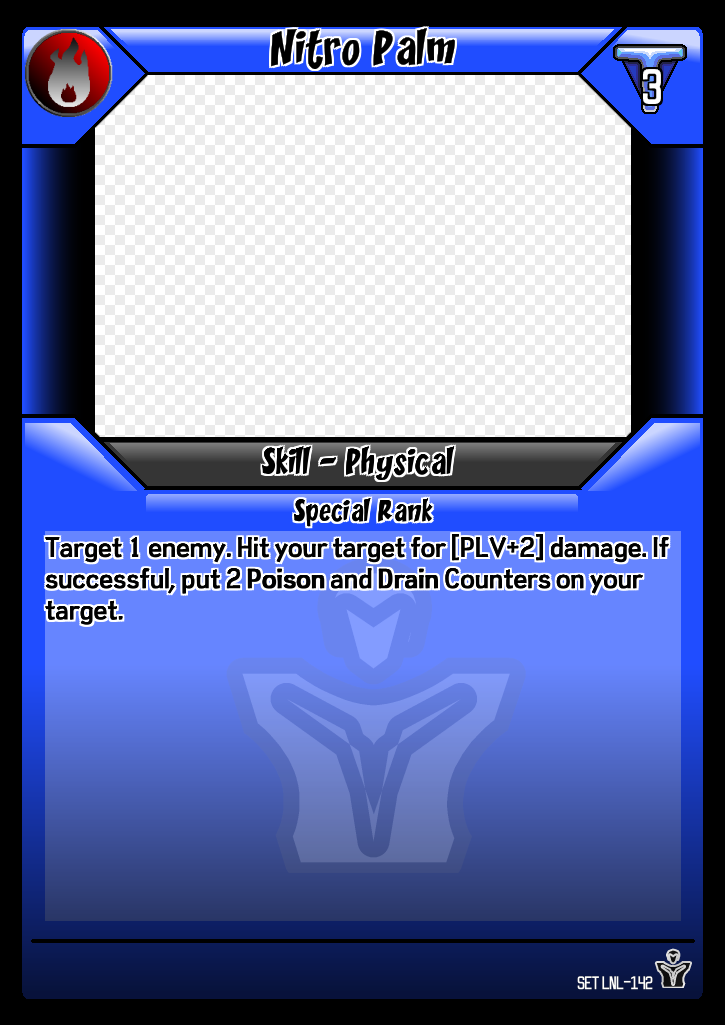 Nitro Palm
3
Skill - Physical
Special Rank
Target 1 enemy. Hit your target for [PLV+2] damage. If
successful, put 2 Poison and Drain Counters on your
target.
SET LNL-142